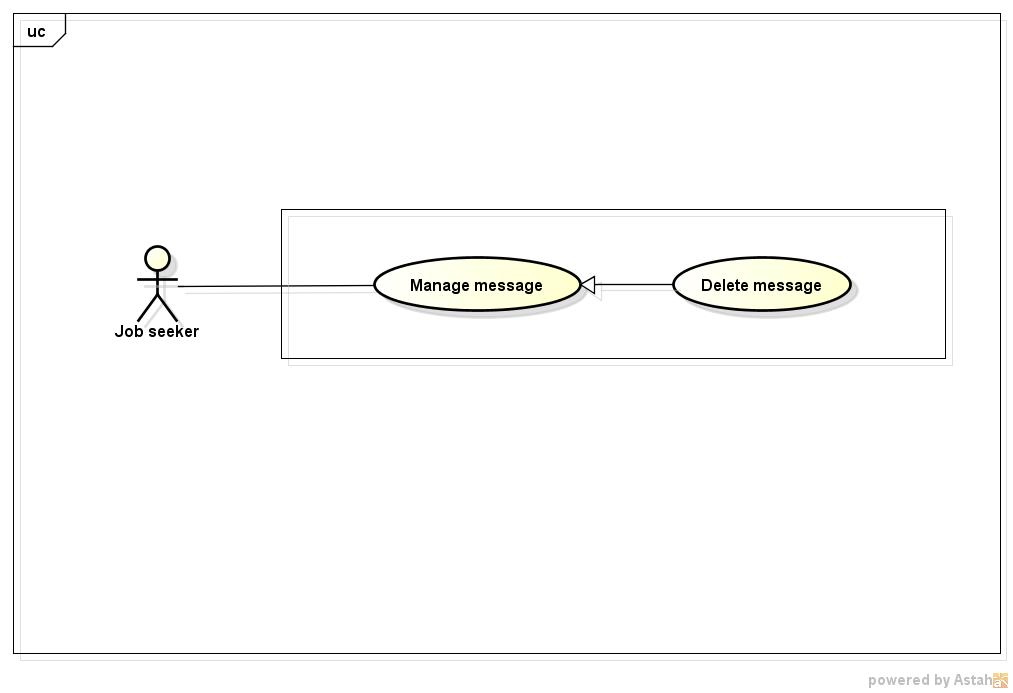 uc
Manage message
Delete message
Job seeker
powered by Astah